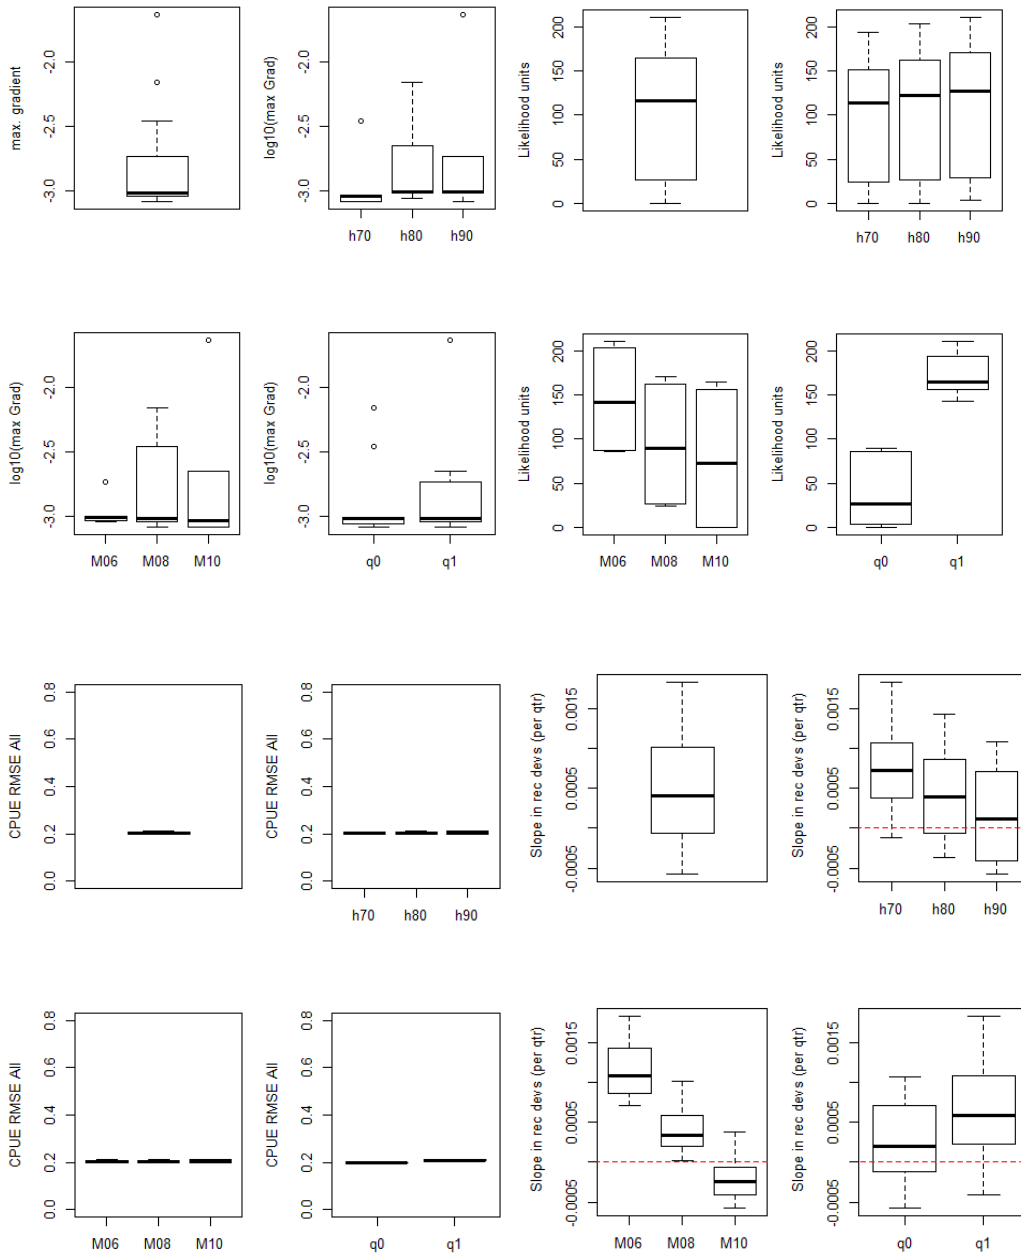 max. gradient
-2.0
-2.5
-3.0
log10(max Grad)
-2.0
-2.5
-3.0
h70 h80 h90
Likelihood units
200
150
100
50
0
Likelihood units
200
150
100
50
0
h70 h80 h90
log10(max Grad)
-2.0
-2.5
-3.0
M06 M08 M10
log10(max Grad)
-2.0
-2.5
-3.0
q0 q1
Likelihood units
200
150
100
50
0
M06 M08 M10
Likelihood units
200
150
100
50
0
q0 q1
CPUE RMSE All
0.8
0.6
0.4
0.2
0.0
CPUE RMSE All
0.8
0.6
0.4
0.2
0.0
h70 h80 h90
Slope in rec devs (per qtr)
0.0015
0.0005
-0.0005
Slope in rec devs (per qtr)
0.0015
0.0005
-0.0005
h70 h80 h90
CPUE RMSE All
0.8
0.6
0.4
0.2
0.0
M06 M08 M10
CPUE RMSE All
0.8
0.6
0.4
0.2
0.0
q0 q1
Slope in rec devs (per qtr)
0.0015
0.0005
-0.0005
M06 M08 M10
Slope in rec devs (per qtr)
0.0015
0.0005
-0.0005
q0 q1